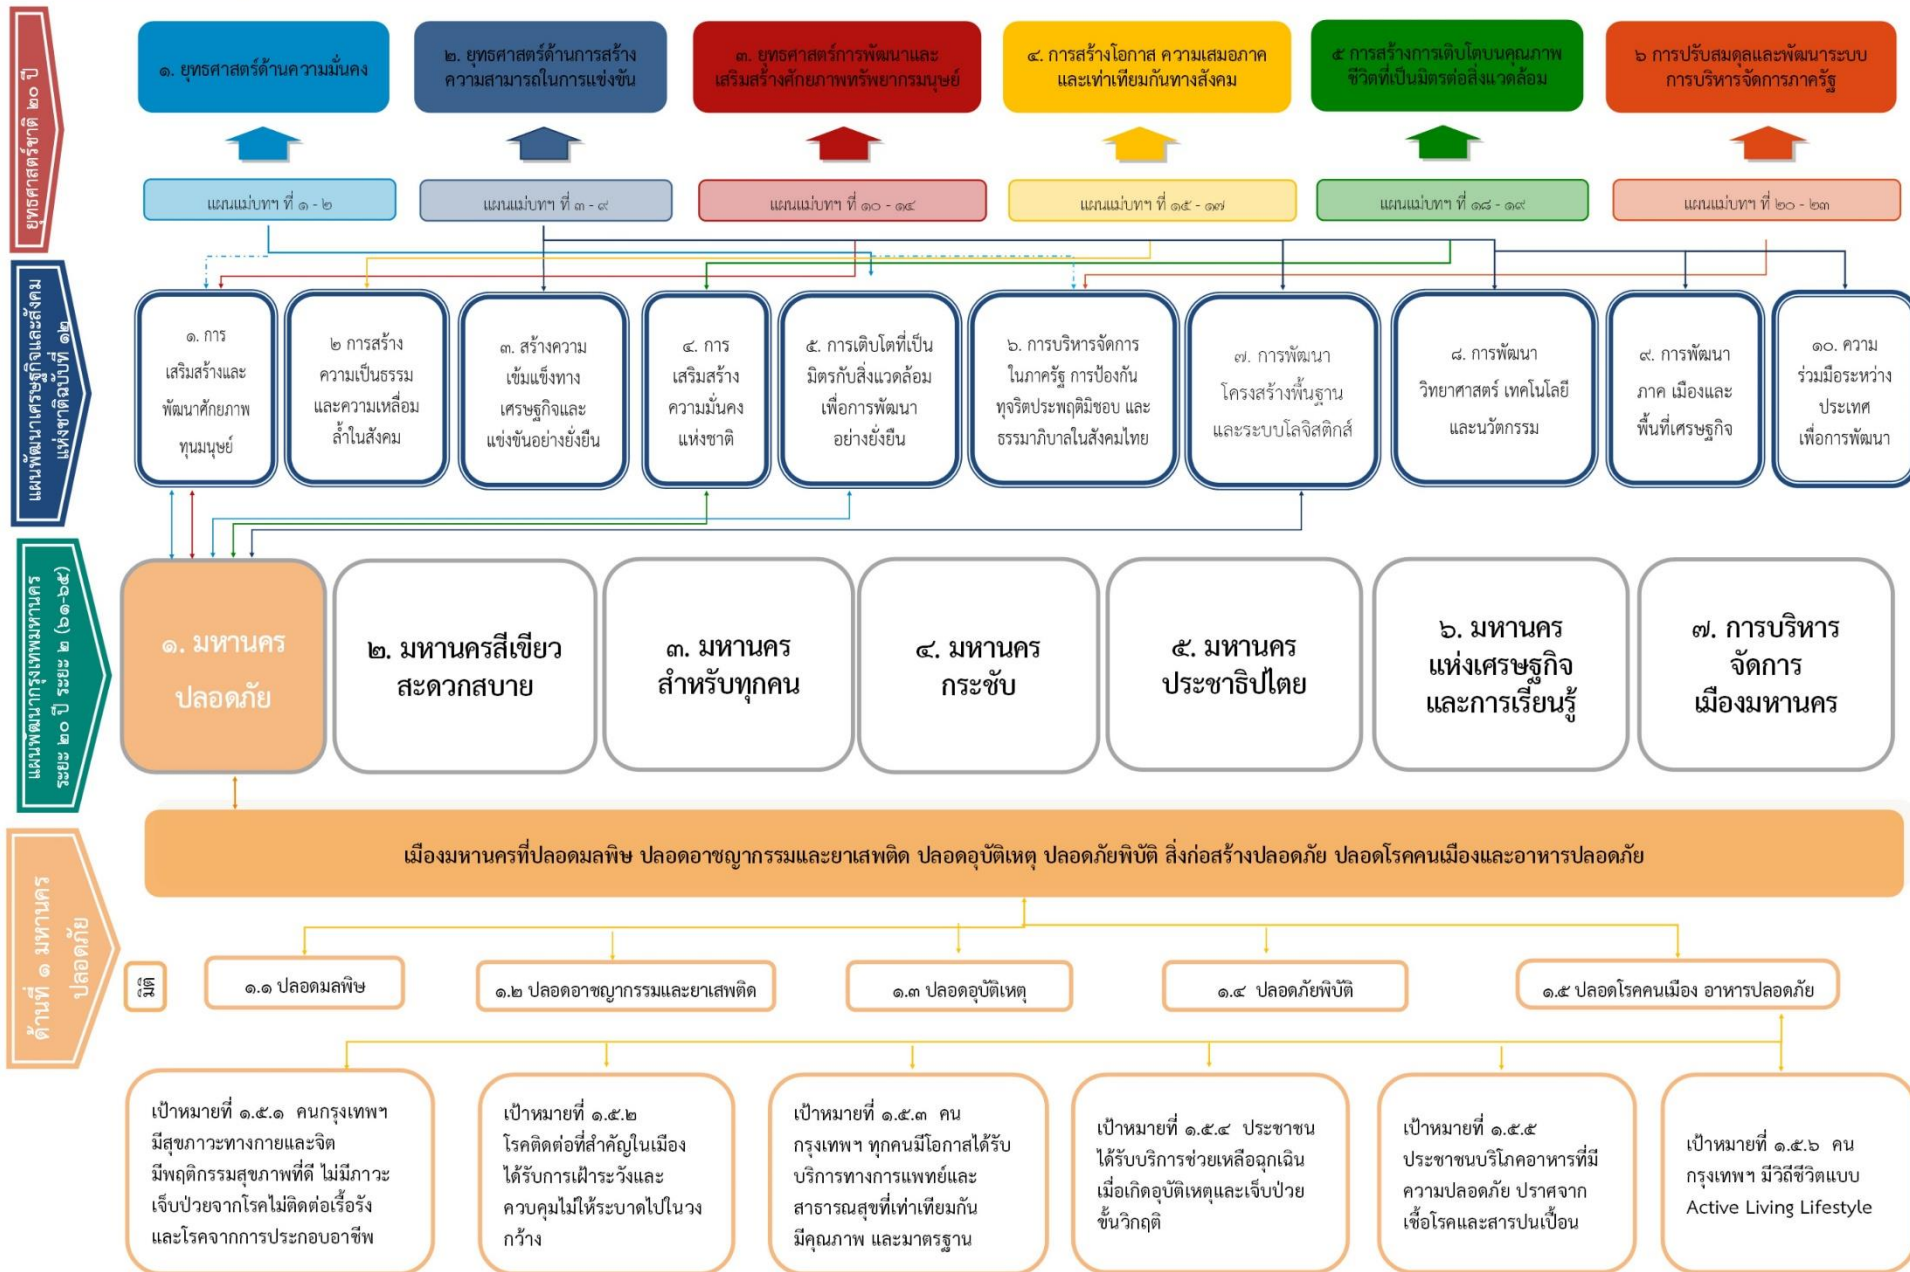 ยุทธศาสตร์ชาติ ๒๐ ปี
๑. ยุทธศาสตร์ด้านความมั่นคง
๒. ยุทธศาสตร์ด้านการสร้าง
ความสามารถในการแข่งขัน
๓. ยุทธศาสตร์การพัฒนาและ
เสริมสร้างศักยภาพทรัพยากรมนุษย์
๔. การสร้างโอกาส ความเสมอภาค
และเท่าเทียมกันทางสังคม
๕ การสร้างการเติบโตบนคุณภาพ
ชีวิตที่เป็นมิตรต่อสิ่งแวดล้อม
๖ การปรับสมดุลและพัฒนาระบบ
การบริหารจัดการภาครัฐ
แผนแม่บทฯ ที่ ๑ - ๒
แผนแม่บทฯ ที่ ๓ - ๙
แผนแม่บทฯ ที่ ๑๐ - ๑๔
แผนแม่บทฯ ที่ ๑๕ - ๑๗
แผนแม่บทฯ ที่ ๑๘ - ๑๙
แผนแม่บทฯ ที่ ๒๐ - ๒๓
แผนพัฒนาเศรษฐกิจและสังคม
แห่งชาติฉบับที่ ๑๒
๑. การ
เสริมสร้างและ
พัฒนาศักยภาพ
ทุนมนุษย์
๒ การสร้าง
ความเป็นธรรม
และความเหลื่อม
ล้ำในสังคม
๓. สร้างความ
เข้มแข็งทาง
เศรษฐกิจและ
แข่งขันอย่างยั่งยืน
๔. การ
เสริมสร้าง
ความมั่นคง
แห่งชาติ
๕. การเติบโตที่เป็น
มิตรกับสิ่งแวดล้อม
เพื่อการพัฒนา
อย่างยั่งยืน
๖. การบริหารจัดการ
ในภาครัฐ การป้องกัน
ทุจริตประพฤติมิชอบ และ
ธรรมาภิบาลในสังคมไทย
๗. การพัฒนา
โครงสร้างพื้นฐาน
และระบบโลจิสติกส์
๘. การพัฒนา
วิทยาศาสตร์ เทคโนโลยี
และนวัตกรรม
๙. การพัฒนา
ภาค เมืองและ
พื้นที่เศรษฐกิจ
๑๐. ความ
ร่วมมือระหว่าง
ประเทศ
เพื่อการพัฒนา
แผนพัฒนากรุงเทพมหานคร
ระยะ ๒๐ ปี ระยะ ๒ (๖๑-๖๕)
๑. มหานคร
ปลอดภัย
๒. มหานครสีเขียว
สะดวกสบาย
๓. มหานคร
สำหรับทุกคน
๔. มหานคร
กระชับ
๕. มหานคร
ประชาธิปไตย
๖. มหานคร
แห่งเศรษฐกิจ
และการเรียนรู้
๗. การบริหาร
จัดการ
เมืองมหานคร
ด้านที่ ๑ มหานคร
ปลอดภัย
เมืองมหานครที่ปลอดมลพิษ ปลอดอาชญากรรมและยาเสพติด ปลอดอุบัติเหตุ ปลอดภัยพิบัติ สิ่งก่อสร้างปลอดภัย ปลอดโรคคนเมืองและอาหารปลอดภัย
มิติ
๑.๑ ปลอดมลพิษ
๑.๒ ปลอดอาชญากรรมและยาเสพติด
๑.๓ ปลอดอุบัติเหตุ
๑.๔ ปลอดภัยพิบัติ
๑.๕ ปลอดโรคคนเมือง อาหารปลอดภัย
เป้าหมายที่ ๑.๕.๑ คนกรุงเทพฯ
มีสุขภาวะทางกายและจิต
มีพฤติกรรมสุขภาพที่ดี ไม่มีภาวะ
เจ็บป่วยจากโรคไม่ติดต่อเรื้อรัง
และโรคจากการประกอบอาชีพ
เป้าหมายที่ ๑.๕.๒
โรคติดต่อที่สำคัญในเมือง
ได้รับการเฝ้าระวังและ
ควบคุมไม่ให้ระบาดไปในวง
กว้าง
เป้าหมายที่ ๑.๕.๓ คน
กรุงเทพฯ ทุกคนมีโอกาสได้รับ
บริการทางการแพทย์และ
สาธารณสุขที่เท่าเทียมกัน
มีคุณภาพ และมาตรฐาน
เป้าหมายที่ ๑.๕.๔ ประชาชน
ได้รับบริการช่วยเหลือฉุกเฉิน
เมื่อเกิดอุบัติเหตุและเจ็บป่วย
ขั้นวิกฤติ
เป้าหมายที่ ๑.๕.๕
ประชาชนบริโภคอาหารที่มี
ความปลอดภัย ปราศจาก
เชื้อโรคและสารปนเปื้อน
เป้าหมายที่ ๑.๕.๖ คน
กรุงเทพฯ มีวิถีชีวิตแบบ
Active Living Lifestyle